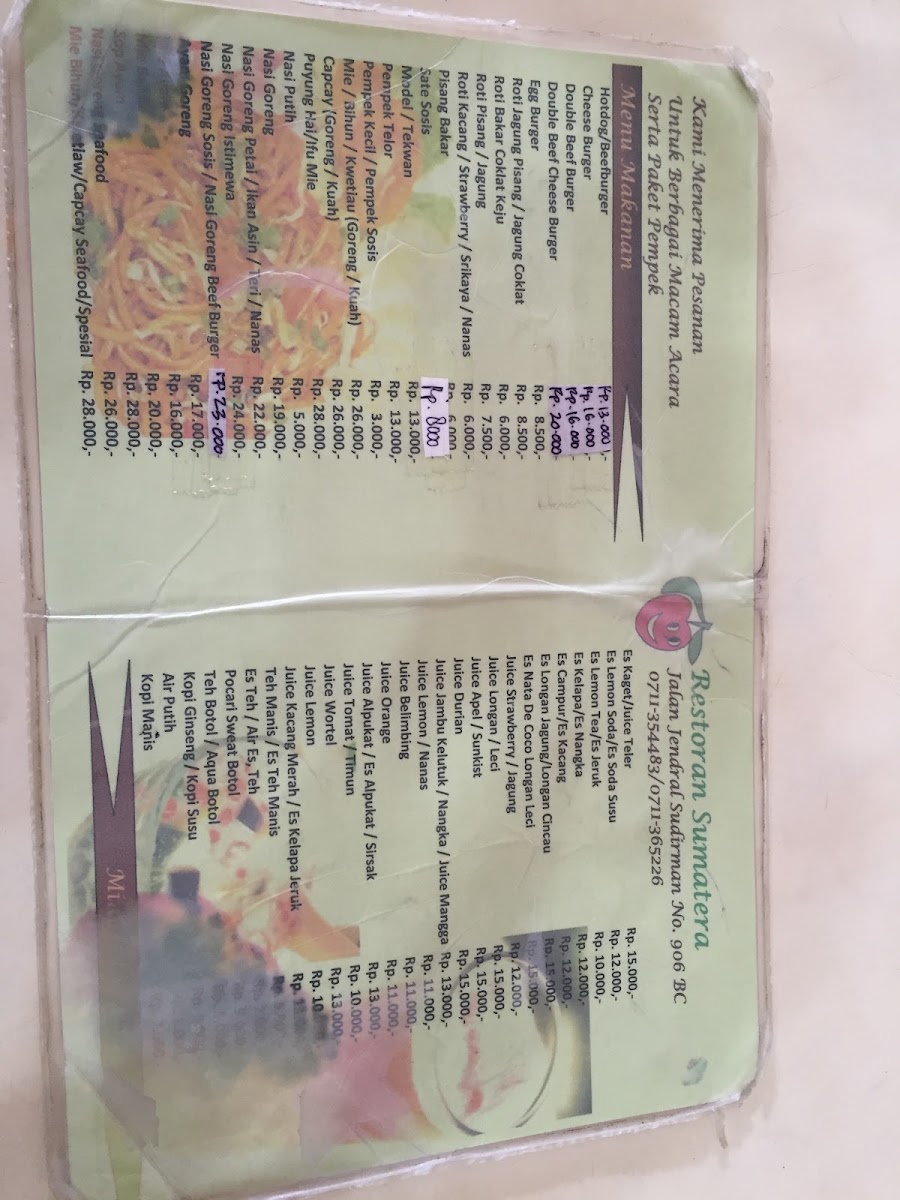 Kami Menerima Pesanan
Untuk Berbagai Macam Acara
Serta Paket Pempek
Menu Makanan
Hotdog/Beefburger Rp. 13.000,-
Cheese Burger Rp. 16.000,-
Double Beef Burger Rp. 16.000,-
Double Beef Cheese Burger Rp. 20.000,-
Egg Burger Rp. 8.500,-
Roti Jagung Pisang / Jagung Coklat Rp. 8.500,-
Roti Bakar Coklat Keju Rp. 6.000,-
Roti Pisang / Jagung Rp. 7.500,-
Roti Kacang / Strawberry / Srikaya / Nanas Rp. 6.000,-
Pisang Bakar Rp. 6.000,-
Sate Sosis Rp. 8000
Model / Tekwan Rp. 13.000,-
Pempek Telor Rp. 13.000,-
Pempek Kecil / Pempek Sosis Rp. 3.000,-
Mie / Bihun / Kwetiau (Goreng / Kuah) Rp. 26.000,-
Capcay (Goreng / Kuah) Rp. 26.000,-
Puyung Hai/Ifu Mie Rp. 28.000,-
Nasi Putih Rp. 5.000,-
Nasi Goreng Rp. 19.000,-
Nasi Goreng Petai / Ikan Asin / Teri / Nanas Rp. 22.000,-
Nasi Goreng Istimewa Rp. 24.000,-
Nasi Goreng Sosis / Nasi Goreng Beef Burger Rp. 23.000
Ayam Goreng Rp. 17.000,-
Rp. 16.000,-
Rp. 20.000,-
Sop Rp. 28.000,-
Seafood Rp. 26.000,-
Mie Bihun/Kwetiaw/Capcay Seafood/Spesial Rp. 28.000,-
Restoran Sumatera
Jalan Jendral Sudirman No. 906 BC
0711-354483/0711-365226
Es Kaget/Juice Teler Rp. 15.000,-
Es Lemon Soda/Es Soda Susu Rp. 12.000,-
Es Lemon Tea/Es Jeruk Rp. 10.000,-
Es Kelapa/Es Nangka Rp. 12.000,-
Es Campur/Es Kacang Rp. 12.000,-
Es Longan Jagung/Longan Cincau Rp. 15.000,-
Es Nata De Coco Longan Leci Rp. 15.000,-
Juice Strawberry / Jagung Rp. 12.000,-
Juice Longan / Leci Rp. 15.000,-
Juice Apel / Sunkist Rp. 15.000,-
Juice Durian Rp. 15.000,-
Juice Jambu Kelutuk / Nangka / Juice Mangga Rp. 13.000,-
Juice Lemon / Nanas Rp. 11.000,-
Juice Belimbing Rp. 11.000,-
Juice Orange Rp. 11.000,-
Juice Alpukat / Es Alpukat / Sirsak Rp. 13.000,-
Juice Tomat / Timun Rp. 10.000,-
Juice Wortel Rp. 13.000,-
Juice Lemon Rp. 10
Juice Kacang Merah / Es Kelapa Jeruk Rp.
Teh Manis / Es Teh Manis
Es Teh / Air Es, Teh
Pocari Sweat Botol
Teh Botol / Aqua Botol
Kopi Ginseng / Kopi Susu
Air Putih
Kopi Manis